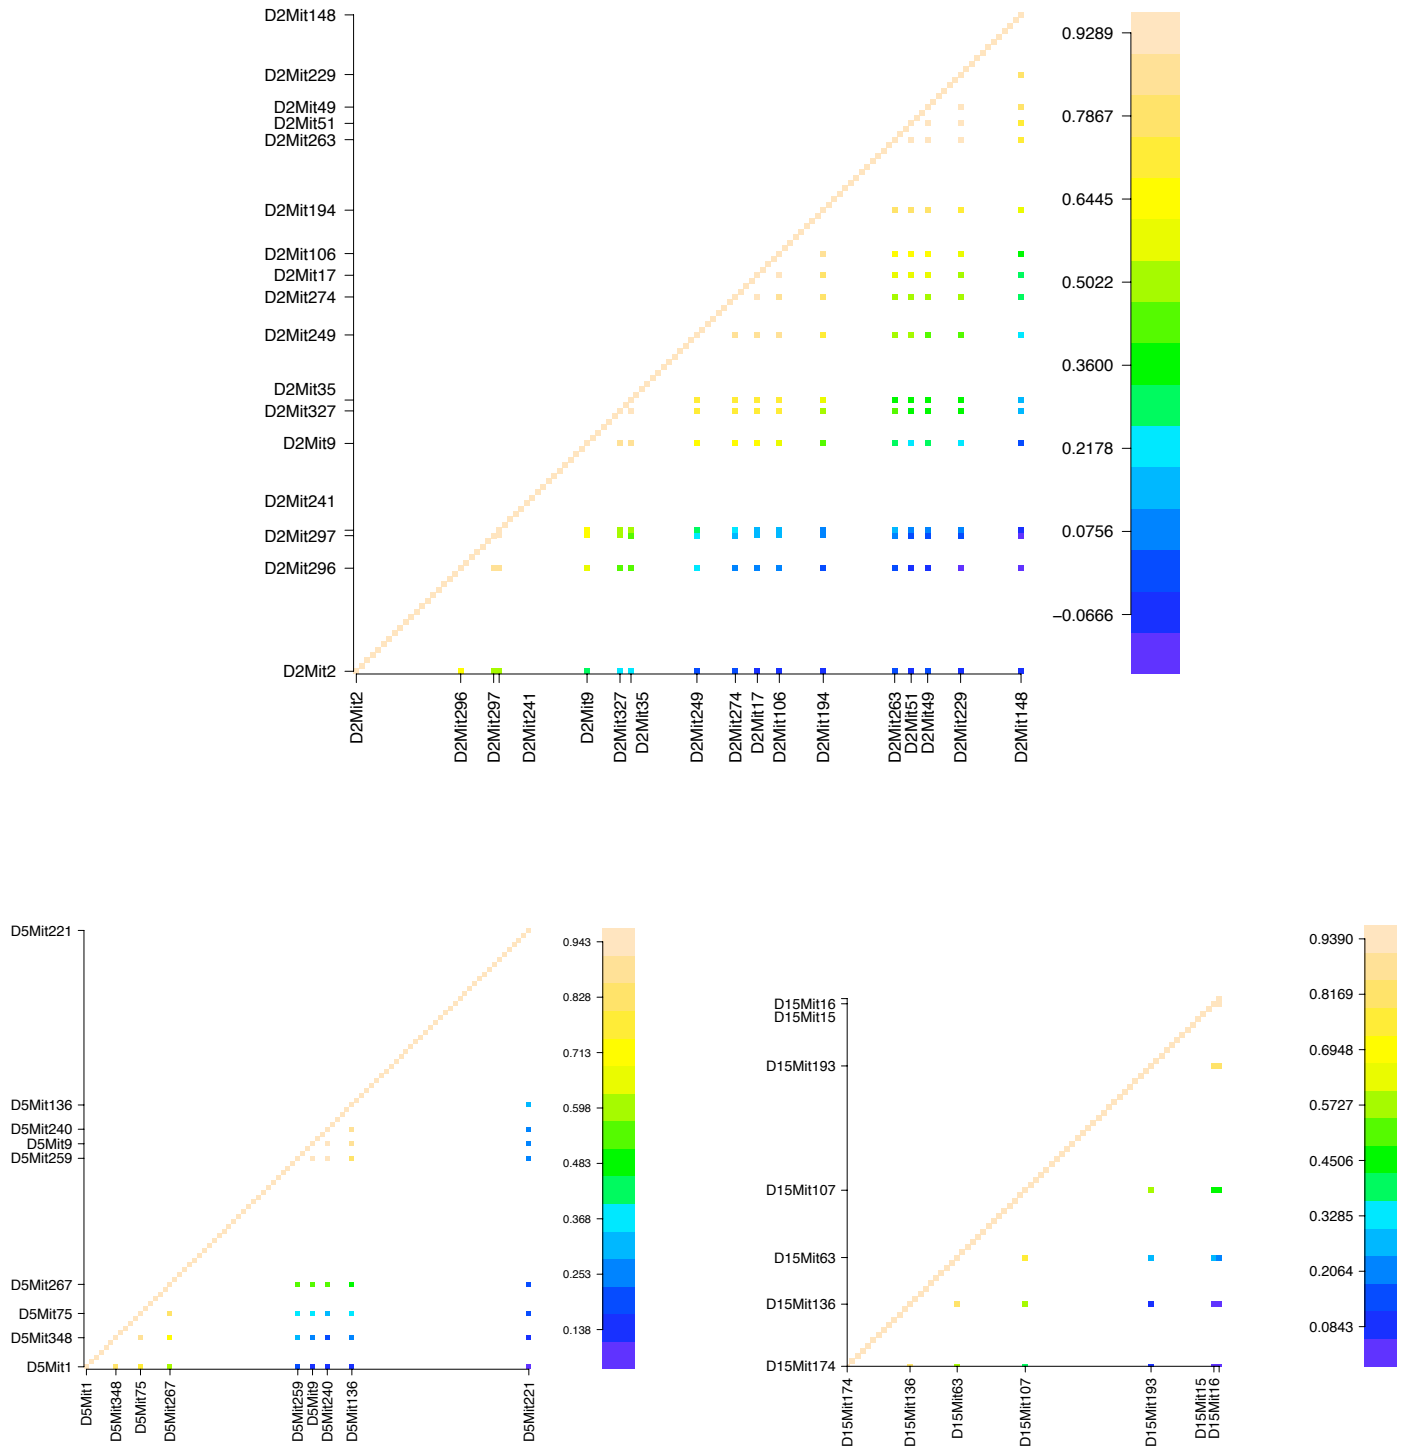 D2Mit148
D2Mit229
D2Mit49
D2Mit51
D2Mit263
D2Mit194
D2Mit106
D2Mit17
D2Mit274
D2Mit249
D2Mit35
D2Mit327
D2Mit9
D2Mit241
D2Mit297
D2Mit296
D2Mit2
D2Mit2
D2Mit296
D2Mit297
D2Mit241
D2Mit9
D2Mit327
D2Mit35
D2Mit249
D2Mit274
D2Mit17
D2Mit106
D2Mit194
D2Mit263
D2Mit51
D2Mit49
D2Mit229
D2Mit148
0.9289
0.7867
0.6445
0.5022
0.3600
0.2178
0.0756
−0.0666
D5Mit221
D5Mit136
D5Mit240
D5Mit9
D5Mit259
D5Mit267
D5Mit75
D5Mit348
D5Mit1
D5Mit1
D5Mit348
D5Mit75
D5Mit267
D5Mit259
D5Mit9
D5Mit240
D5Mit136
D5Mit221
0.943
0.828
0.713
0.598
0.483
0.368
0.253
0.138
D15Mit16
D15Mit15
D15Mit193
D15Mit107
D15Mit63
D15Mit136
D15Mit174
D15Mit174
D15Mit136
D15Mit63
D15Mit107
D15Mit193
D15Mit15
D15Mit16
0.9390
0.8169
0.6948
0.5727
0.4506
0.3285
0.2064
0.0843